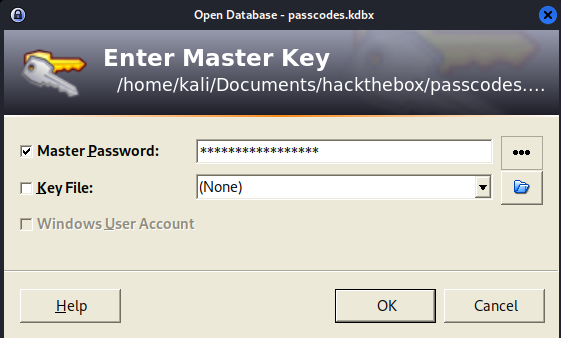 Open Database - passcodes.kdbx
Enter Master Key
/home/kali/Documents/hackthebox/passcodes....
Master Password:
*****************
•••
Key File:
(None)
Windows User Account
Help
OK
Cancel